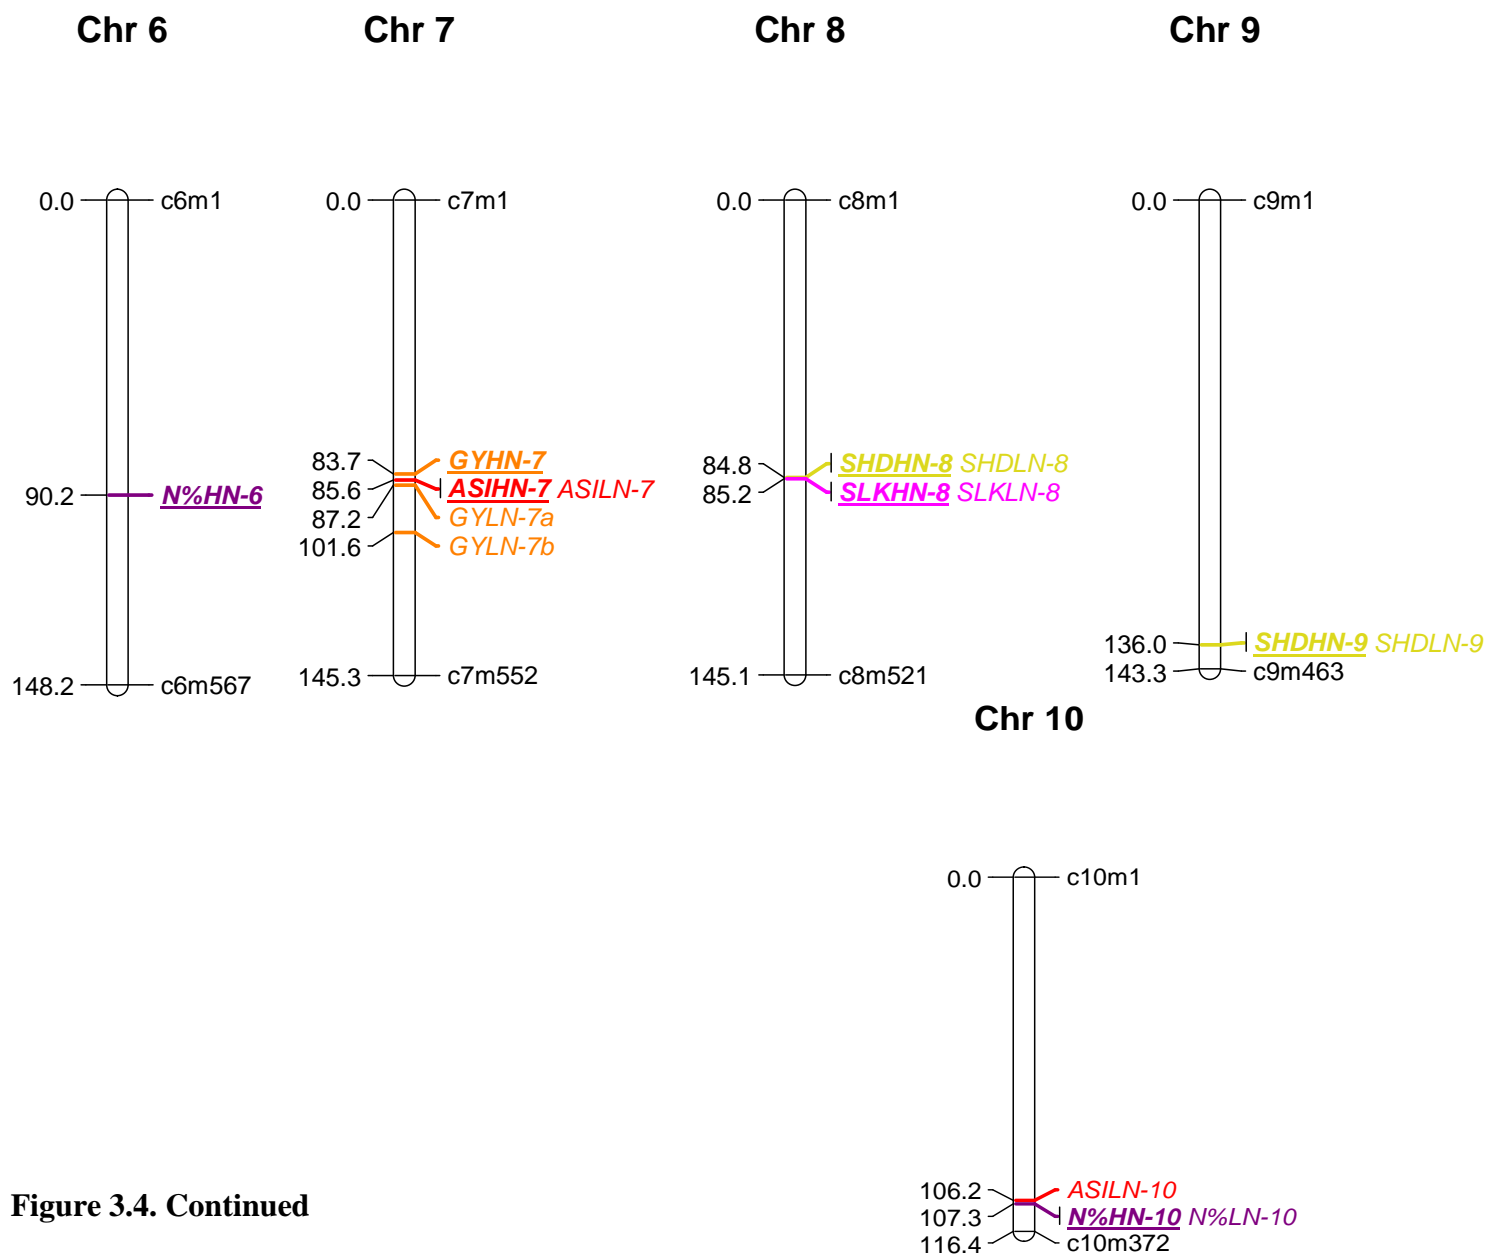 Chr 6
Chr 7
Chr 8
Chr 9
0.0 c6m1
90.2 N%HN-6
148.2 c6m567
0.0 c7m1
83.7 GYHN-7
85.6 ASIHN-7 ASILN-7
87.2 GYLN-7a
101.6 GYLN-7b
145.3 c7m552
0.0 c8m1
84.8 SHDHN-8 SHDLN-8
85.2 SLKHN-8 SLKLN-8
145.1 c8m521
0.0 c9m1
136.0 SHDHN-9 SHDLN-9
143.3 c9m463
Chr 10
0.0 c10m1
106.2 ASILN-10
107.3 N%HN-10 N%LN-10
116.4 c10m372
Figure 3.4. Continued